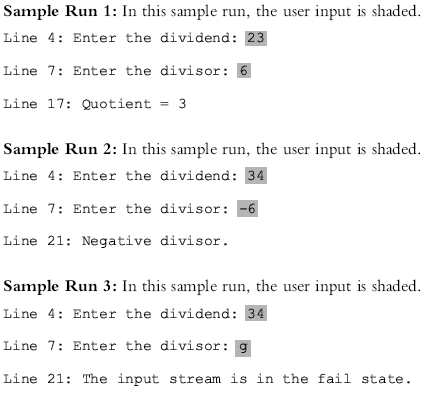 Sample Run 1: In this sample run, the user input is shaded.
Line 4: Enter the dividend: 23
Line 7: Enter the divisor: 6
Line 17: Quotient = 3
Sample Run 2: In this sample run, the user input is shaded.
Line 4: Enter the dividend: 34
Line 7: Enter the divisor: -6
Line 21: Negative divisor.
Sample Run 3: In this sample run, the user input is shaded.
Line 4: Enter the dividend: 34
Line 7: Enter the divisor: g
Line 21: The input stream is in the fail state.